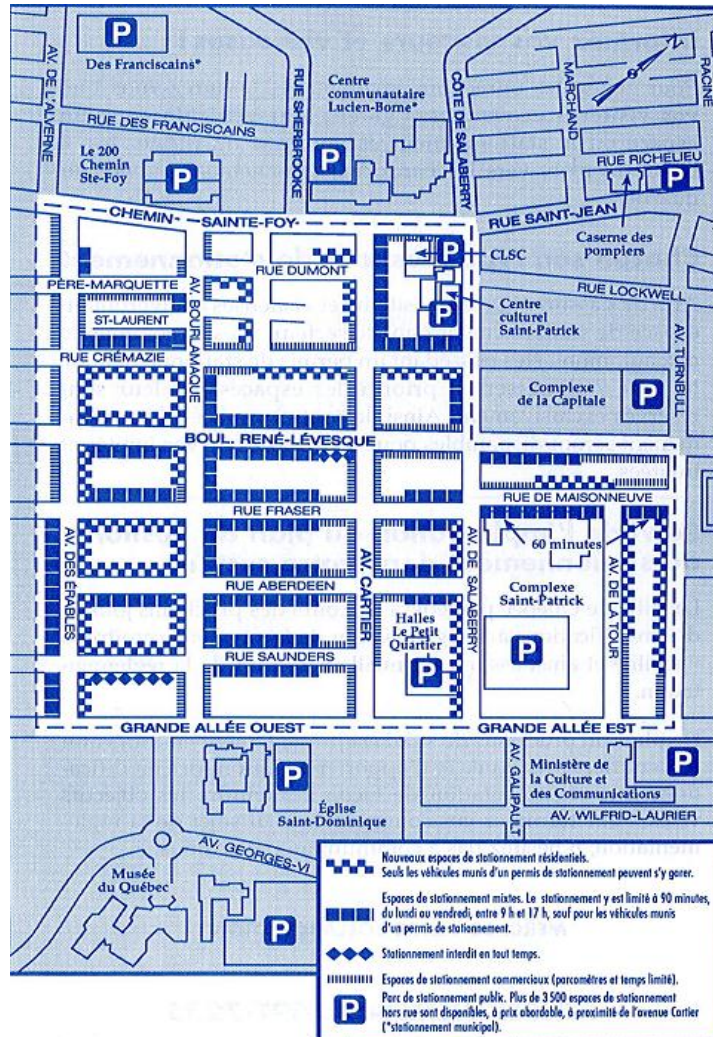 P
Des Franciscains*
AV. DE L'ALVERNE
RUE DES FRANCISCAINS
RUE SHERBROOKE
Centre
communautaire
Lucien-Borne*
P
CÔTE DE SALABERRY
MARCHAND
N
RACINE
Le 200
Chemin
Ste-Foy
P
RUE RICHELIEU
P
RUE SAINT-JEAN
Caserne des
pompiers
CHEMIN SAINTE-FOY
P
CLSC
RUE DUMONT
PÈRE-MARQUETTE
AV. BOURLAMAQUE
RUE LOCKWELL
ST-LAURENT
P
Centre
culturel
Saint-Patrick
AV. TURNBULL
RUE CRÉMAZIE
Complexe
de la Capitale
P
BOUL. RENÉ-LÉVESQUE
RUE DE MAISONNEUVE
RUE FRASER
60 minutes
AV. DES ÉRABLES
AV. CARTIER
AV. DE SALABERRY
AV. DE LA TOUR
RUE ABERDEEN
Complexe
Saint-Patrick
P
Halles
Le Petit
Quartier
P
RUE SAUNDERS
GRANDE ALLÉE OUEST
GRANDE ALLÉE EST
P
Église
Saint-Dominique
AV. GALIPAULT
Ministère de
la Culture et
des Communications
P
AV. WILFRID-LAURIER
AV. GEORGES-VI
Musée
du Québec
P
Nouveaux espaces de stationnement résidentiels.
Seuls les véhicules munis d'un permis de stationnement peuvent s'y garer.
Espaces de stationnement mixtes. Le stationnement y est limité à 90 minutes,
du lundi au vendredi, entre 9 h et 17 h, sauf pour les véhicules munis
d'un permis de stationnement.
Stationnement interdit en tout temps.
Espaces de stationnement commerciaux (parcomètres et temps limité).
P
Parc de stationnement public. Plus de 3 500 espaces de stationnement
hors rue sont disponibles, à prix abordable, à proximité de l'avenue Cartier
(*stationnement municipal).